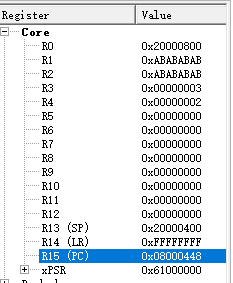 Register Value
Core
R0 0x20000800
R1 0xABABABAB
R2 0xABABABAB
R3 0x00000003
R4 0x00000002
R5 0x00000000
R6 0x00000000
R7 0x00000000
R8 0x00000000
R9 0x00000000
R10 0x00000000
R11 0x00000000
R12 0x00000000
R13 (SP) 0x20000400
R14 (LR) 0xFFFFFFFF
R15 (PC) 0x08000448
xPSR 0x61000000